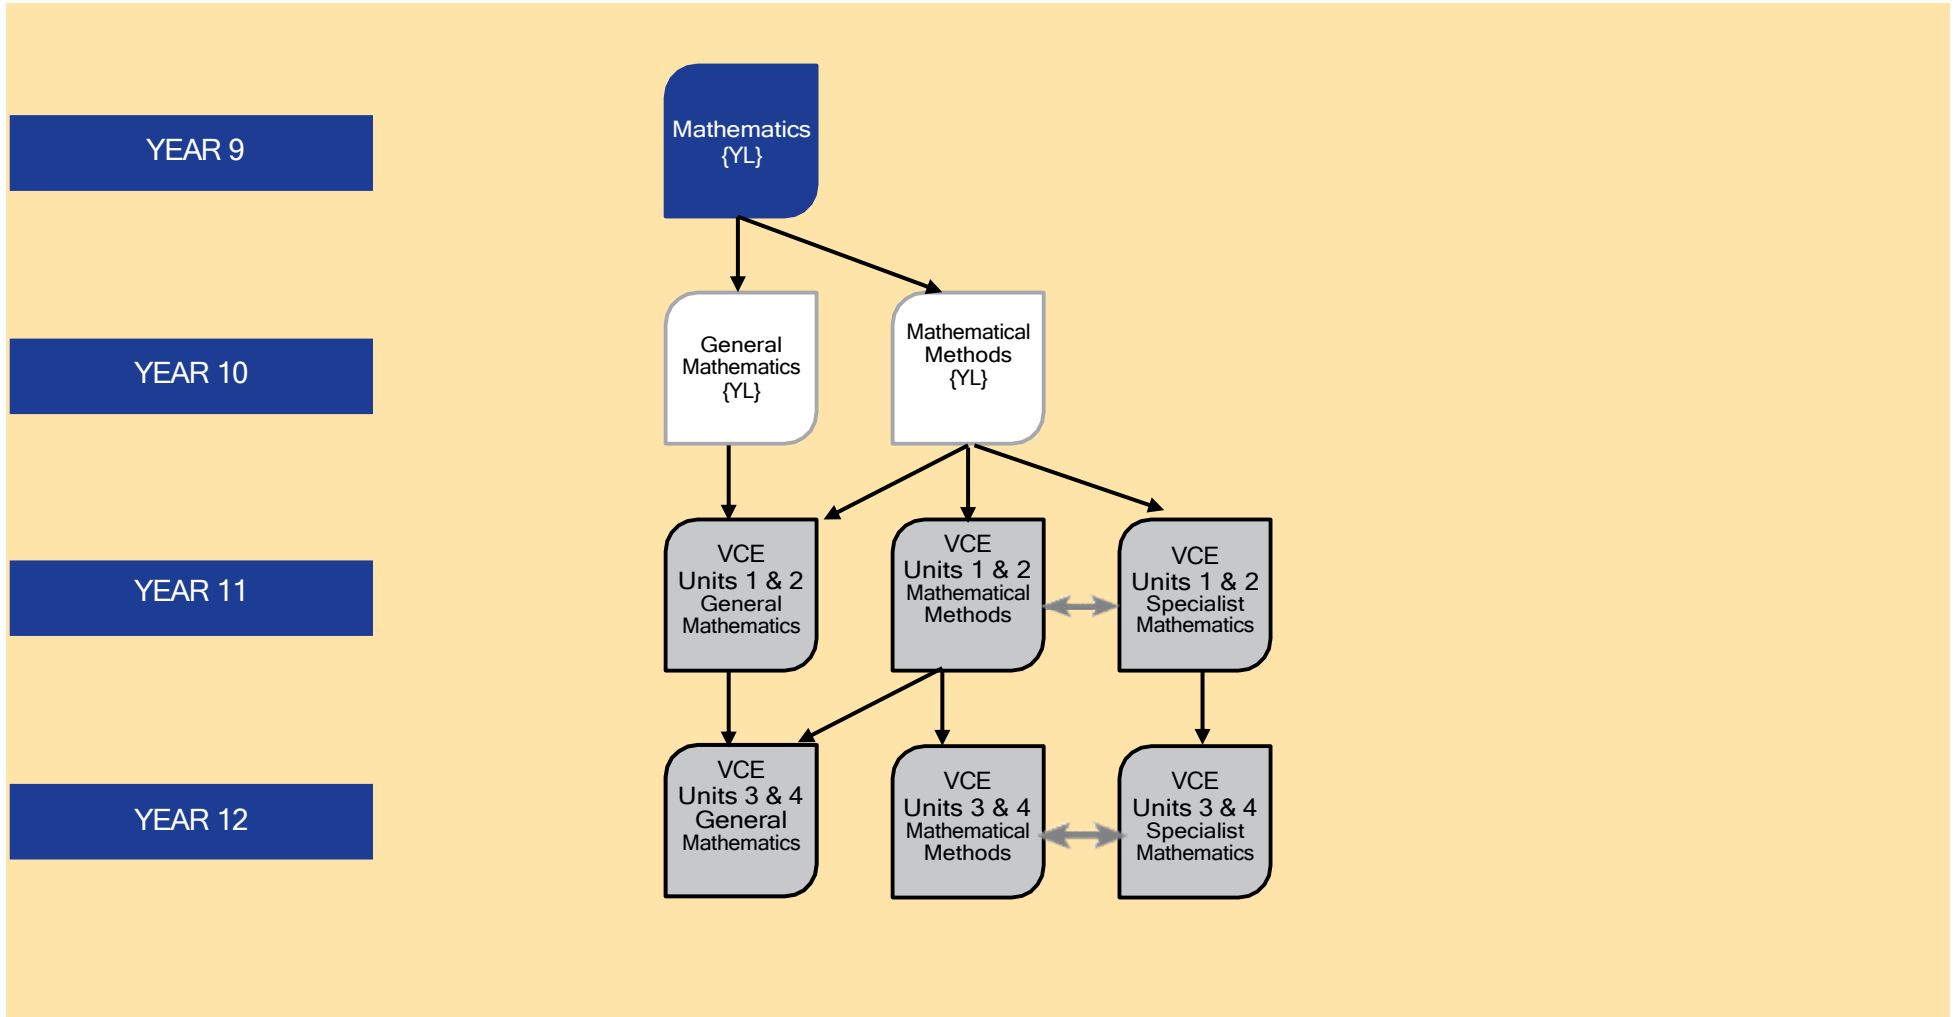 YEAR 9
Mathematics
{YL}
YEAR 10
General
Mathematics
{YL}
Mathematical
Methods
{YL}
YEAR 11
VCE
Units 1 & 2
General
Mathematics
VCE
Units 1 & 2
Mathematical
Methods
VCE
Units 1 & 2
Specialist
Mathematics
YEAR 12
VCE
Units 3 & 4
General
Mathematics
VCE
Units 3 & 4
Mathematical
Methods
VCE
Units 3 & 4
Specialist
Mathematics